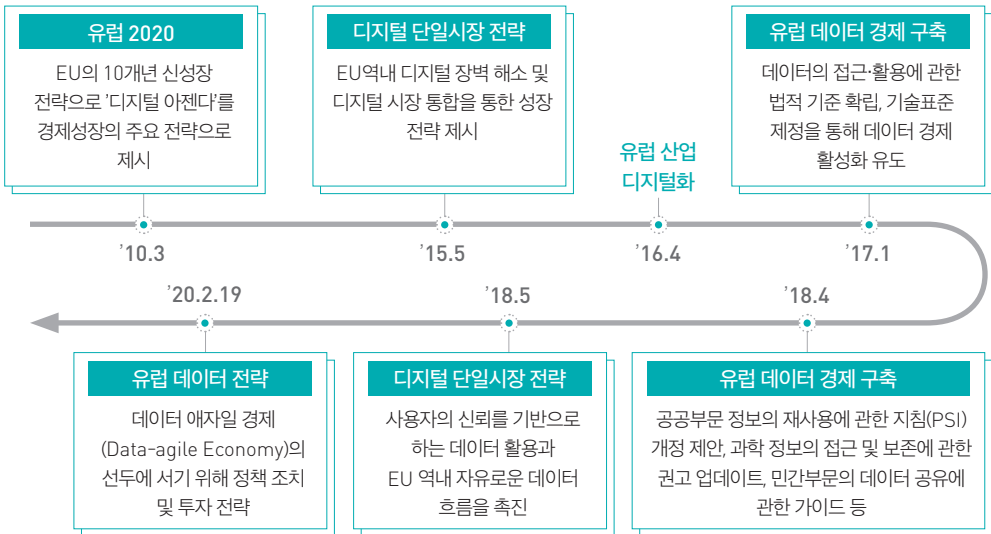 유럽 2020
EU의 10개년 신성장
전략으로 '디지털 아젠다'를
경제성장의 주요 전략으로
제시
디지털 단일시장 전략
EU역내 디지털 장벽 해소 및
디지털 시장 통합을 통한 성장
전략 제시
유럽 산업
디지털화
유럽 데이터 경제 구축
데이터의 접근·활용에 관한
법적 기준 확립, 기술표준
제정을 통해 데이터 경제
활성화 유도
'10.3
'15.5
'16.4
'17.1
'20.2.19
'18.5
'18.4
유럽 데이터 전략
데이터 애자일 경제
(Data-agile Economy)의
선두에 서기 위해 정책 조치
및 투자 전략
디지털 단일시장 전략
사용자의 신뢰를 기반으로
하는 데이터 활용과
EU 역내 자유로운 데이터
흐름을 촉진
유럽 데이터 경제 구축
공공부문 정보의 재사용에 관한 지침(PSI)
개정 제안, 과학 정보의 접근 및 보존에 관한
권고 업데이트, 민간부문의 데이터 공유에
관한 가이드 등